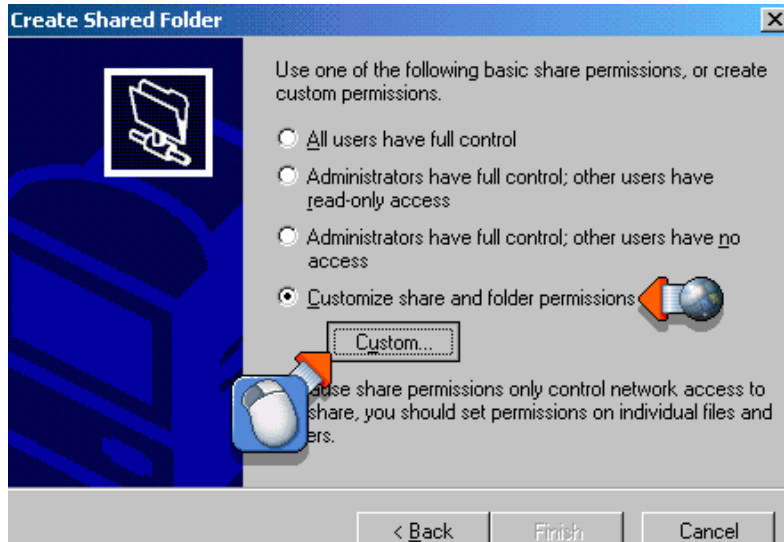 Create Shared Folder
Use one of the following basic share permissions, or create
custom permissions.
All users have full control
Administrators have full control; other users have
read-only access
Administrators have full control; other users have no
access
Customize share and folder permissions
Custom...
share permissions only control network access to
share, you should set permissions on individual files and
< Back
Finish
Cancel